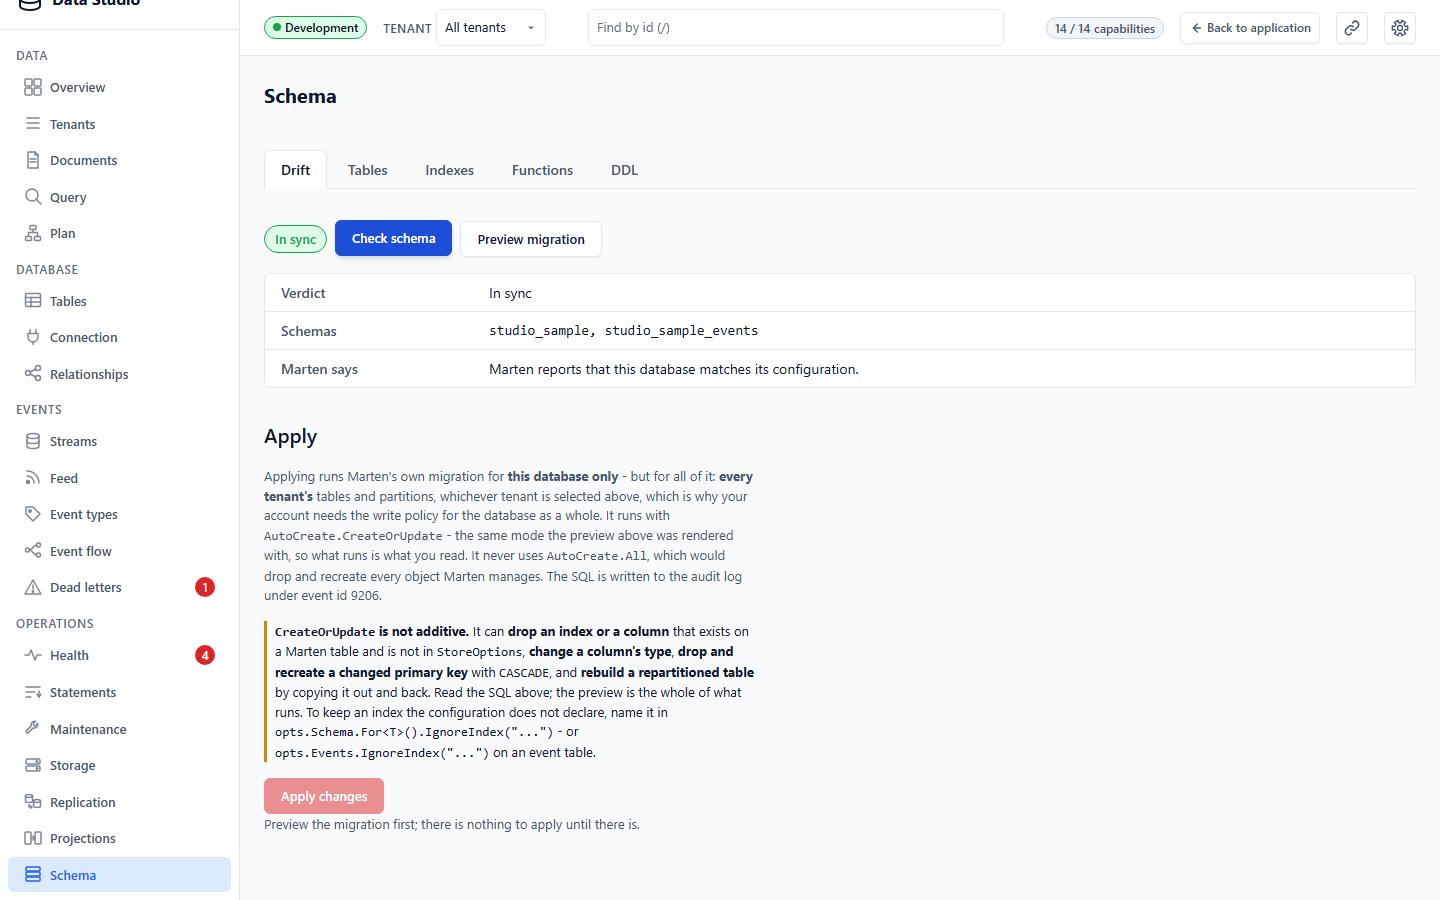 Data Studio
DATA
Overview
Tenants
Documents
Query
Plan
DATABASE
Tables
Connection
Relationships
EVENTS
Streams
Feed
Event types
Event flow
Dead letters 1
OPERATIONS
Health 4
Statements
Maintenance
Storage
Replication
Projections
Schema
Development TENANT All tenants Find by id (/) 14 / 14 capabilities ← Back to application
Schema
Drift Tables Indexes Functions DDL
In sync Check schema Preview migration
Verdict In sync
Schemas studio_sample, studio_sample_events
Marten says Marten reports that this database matches its configuration.
Apply
Applying runs Marten's own migration for this database only - but for all of it: every
tenant's tables and partitions, whichever tenant is selected above, which is why your
account needs the write policy for the database as a whole. It runs with
AutoCreate.CreateOrUpdate - the same mode the preview above was rendered
with, so what runs is what you read. It never uses AutoCreate.All, which would
drop and recreate every object Marten manages. The SQL is written to the audit log
under event id 9206.
CreateOrUpdate is not additive. It can drop an index or a column that exists on
a Marten table and is not in StoreOptions, change a column's type, drop and
recreate a changed primary key with CASCADE, and rebuild a repartitioned table
by copying it out and back. Read the SQL above; the preview is the whole of what
runs. To keep an index the configuration does not declare, name it in
opts.Schema.For<T>().IgnoreIndex("...") - or
opts.Events.IgnoreIndex("...") on an event table.
Apply changes
Preview the migration first; there is nothing to apply until there is.